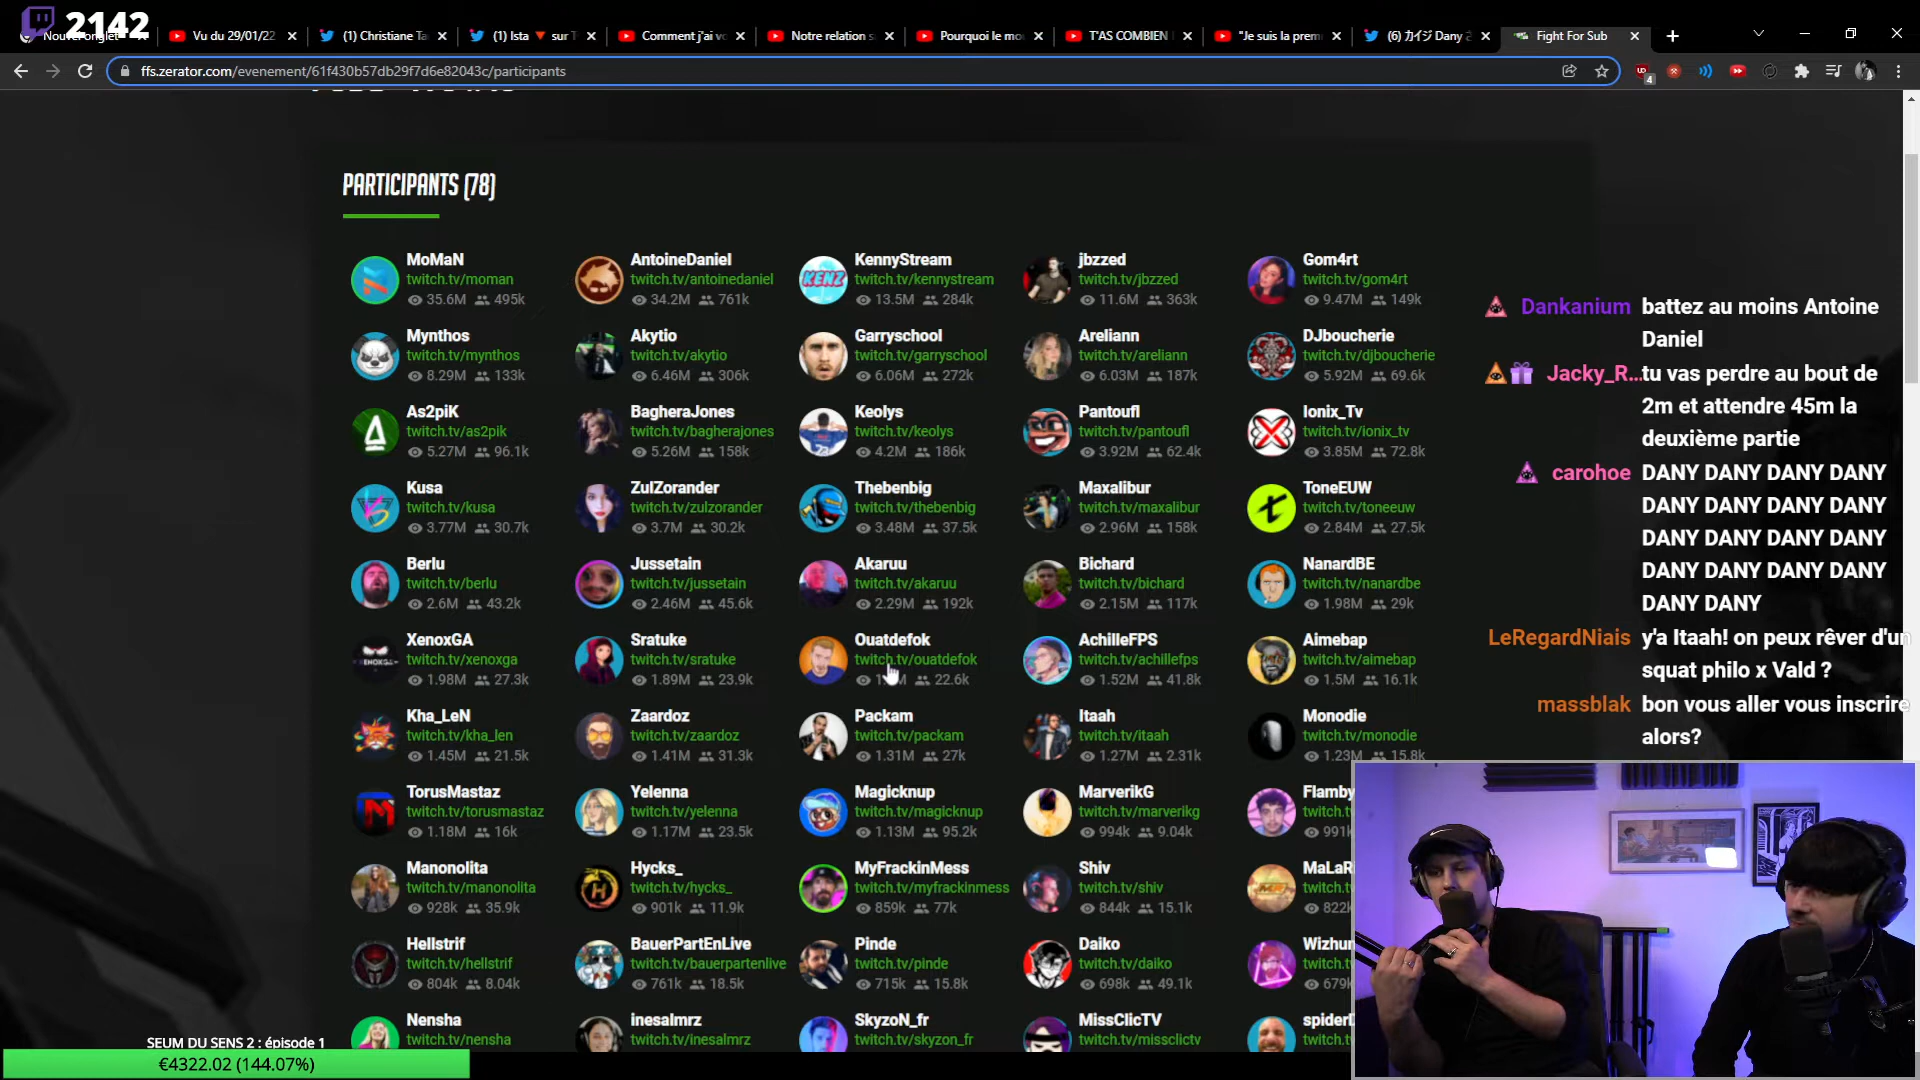 2142
Nouvel onglet
Vu du 29/01/22
(1) Christiane Ta
(1) Ista
sur T
Comment j'ai vo
Notre relation s
Pourquoi le mo
T'AS COMBIEN
"Je suis la prem
(6) カイジ Dany
Fight For Sub
ffs.zerator.com/evenement/61f430b57db29f7d6e82043c/participants
4
PARTICIPANTS (78)
MoMaN
twitch.tv/moman
35.6M 495k
AntoineDaniel
twitch.tv/antoinedaniel
34.2M 761k
KennyStream
twitch.tv/kennystream
13.5M 284k
jbzzed
twitch.tv/jbzzed
11.6M 363k
Gom4rt
twitch.tv/gom4rt
9.47M 149k
Mynthos
twitch.tv/mynthos
8.29M 133k
Akytio
twitch.tv/akytio
6.46M 306k
Garryschool
twitch.tv/garryschool
6.06M 272k
Areliann
twitch.tv/areliann
6.03M 187k
DJboucherie
twitch.tv/djboucherie
5.92M 69.6k
As2piK
twitch.tv/as2pik
5.27M 96.1k
BagheraJones
twitch.tv/bagherajones
5.26M 158k
Keolys
twitch.tv/keolys
4.2M 186k
Pantoufl
twitch.tv/pantoufl
3.92M 62.4k
Ionix_Tv
twitch.tv/ionix_tv
3.85M 72.8k
Kusa
twitch.tv/kusa
3.77M 30.7k
ZulZorander
twitch.tv/zulzorander
3.7M 30.2k
Thebenbig
twitch.tv/thebenbig
3.48M 37.5k
Maxalibur
twitch.tv/maxalibur
2.96M 158k
ToneEUW
twitch.tv/toneeuw
2.84M 27.5k
Berlu
twitch.tv/berlu
2.6M 43.2k
Jussetain
twitch.tv/jussetain
2.46M 45.6k
Akaruu
twitch.tv/akaruu
2.29M 192k
Bichard
twitch.tv/bichard
2.15M 117k
NanardBE
twitch.tv/nanardbe
1.98M 29k
XenoxGA
twitch.tv/xenoxga
1.98M 27.3k
Sratuke
twitch.tv/sratuke
1.89M 23.9k
Ouatdefok
twitch.tv/ouatdefok
22.6k
AchilleFPS
twitch.tv/achillefps
1.52M 41.8k
Aimebap
twitch.tv/aimebap
1.5M 16.1k
Kha_LeN
twitch.tv/kha_len
1.45M 21.5k
Zaardoz
twitch.tv/zaardoz
1.41M 31.3k
Packam
twitch.tv/packam
1.31M 27k
Itaah
twitch.tv/itaah
1.27M 2.31k
Monodie
twitch.tv/monodie
1.23M 15.8k
TorusMastaz
twitch.tv/torusmastaz
1.18M 16k
Yelenna
twitch.tv/yelenna
1.17M 23.5k
Magicknup
twitch.tv/magicknup
1.13M 95.2k
MarverikG
twitch.tv/marverikg
994k 9.04k
Flamby
twitch.t
991k
Manonolita
twitch.tv/manonolita
928k 35.9k
Hycks_
twitch.tv/hycks_
901k 11.9k
MyFrackinMess
twitch.tv/myfrackinmess
859k 77k
Shiv
twitch.tv/shiv
844k 15.1k
MaLaR
twitch.t
822k
Hellstrif
twitch.tv/hellstrif
804k 8.04k
BauerPartEnLive
twitch.tv/bauerpartenlive
761k 18.5k
Pinde
twitch.tv/pinde
715k 15.8k
Daiko
twitch.tv/daiko
698k 49.1k
Wizhun
twitch.t
679k
Nensha
twitch.tv/nensha
inesalmrz
twitch.tv/inesalmrz
SkyzoN_fr
twitch.tv/skyzon_fr
MissClicTV
twitch.tv/missclictv
spiderD
twitch.t
Dankanium battez au moins Antoine
Daniel
Jacky_R... tu vas perdre au bout de
2m et attendre 45m la
deuxième partie
carohoe DANY DANY DANY DANY
DANY DANY DANY DANY
DANY DANY DANY DANY
DANY DANY DANY DANY
DANY DANY
LeRegardNiais y'a Itaah! on peux rêver d'un
squat philo x Vald ?
massblak bon vous aller vous inscrire
alors?
SEUM DU SENS 2 : épisode 1
€4322.02 (144.07%)